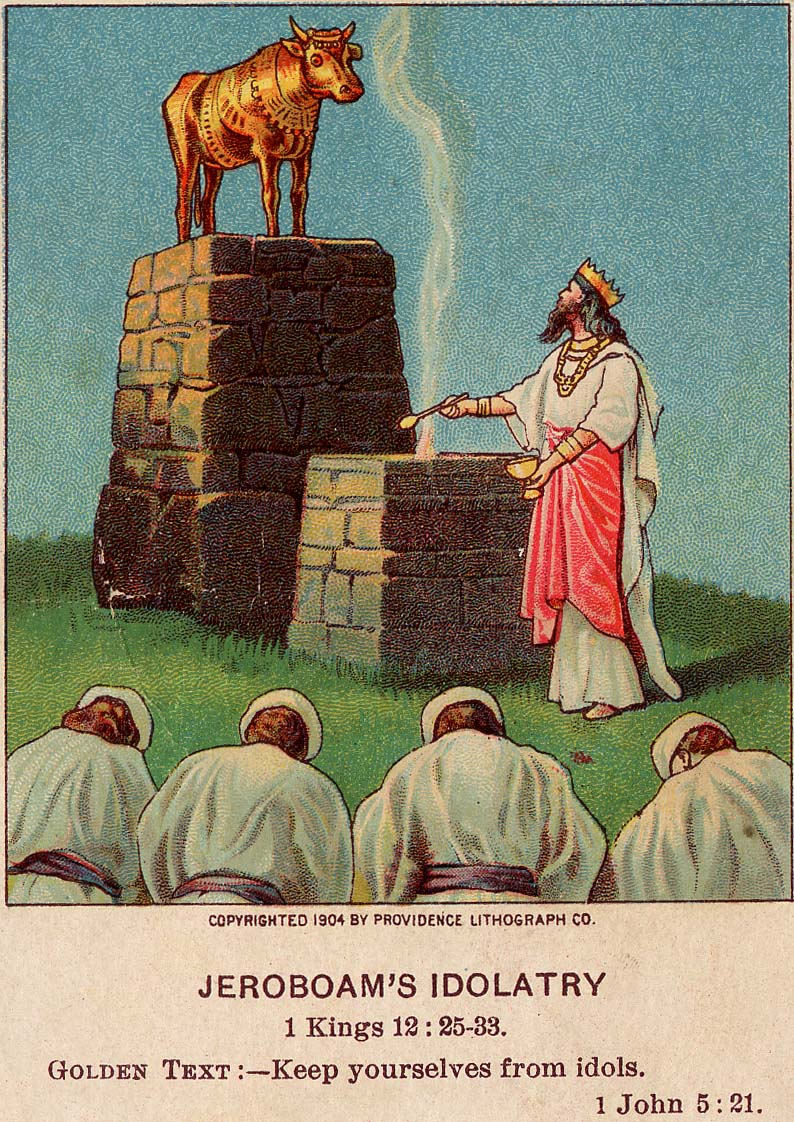 COPYRIGHTED 1904 BY PROVIDENCE LITHOGRAPH CO.
JEROBOAM'S IDOLATRY
1 Kings 12 : 25-33.
GOLDEN TEXT :—Keep yourselves from idols.
1 John 5 : 21.